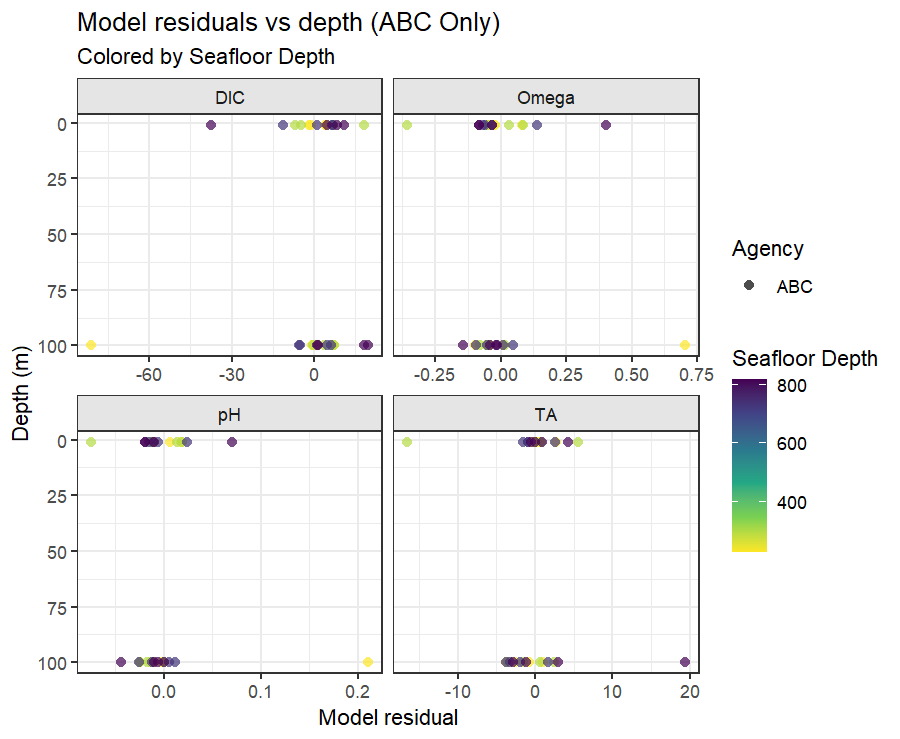 Model residuals vs depth (ABC Only)
Colored by Seafloor Depth
DIC
Omega
0
25
50
75
100
-60
-30
0
-0.25
0.00
0.25
0.50
0.75
pH
TA
0
25
50
75
100
0.0
0.1
0.2
-10
0
10
20
Depth (m)
Model residual
Agency
ABC
Seafloor Depth
800
600
400